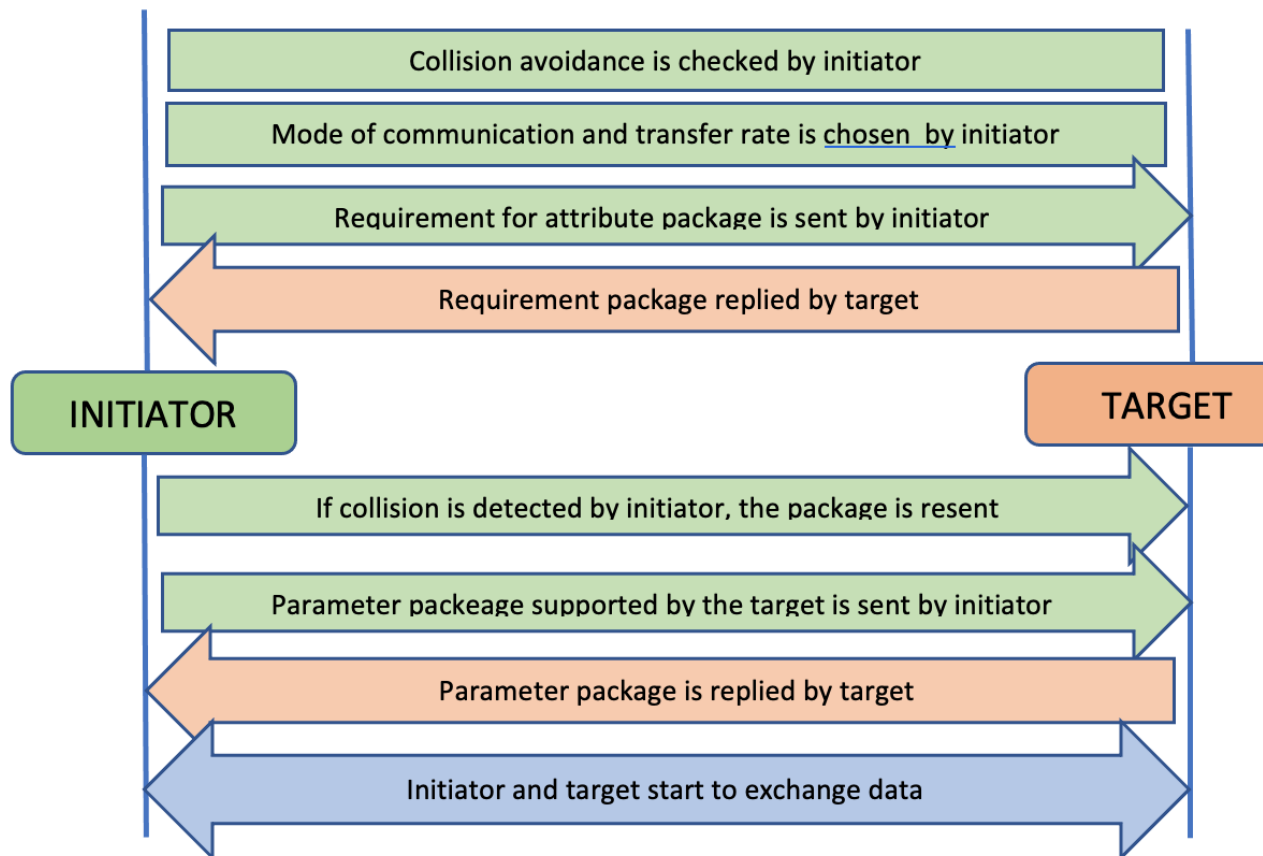 Collision avoidance is checked by initiator
Mode of communication and transfer rate is chosen  by initiator
Requirement for attribute package is sent by initiator
Requirement package replied by target
INITIATOR
TARGET
If collision is detected by initiator, the package is resent
Parameter packeage supported by the target is sent by initiator
Parameter package is replied by target
Initiator and target start to exchange data